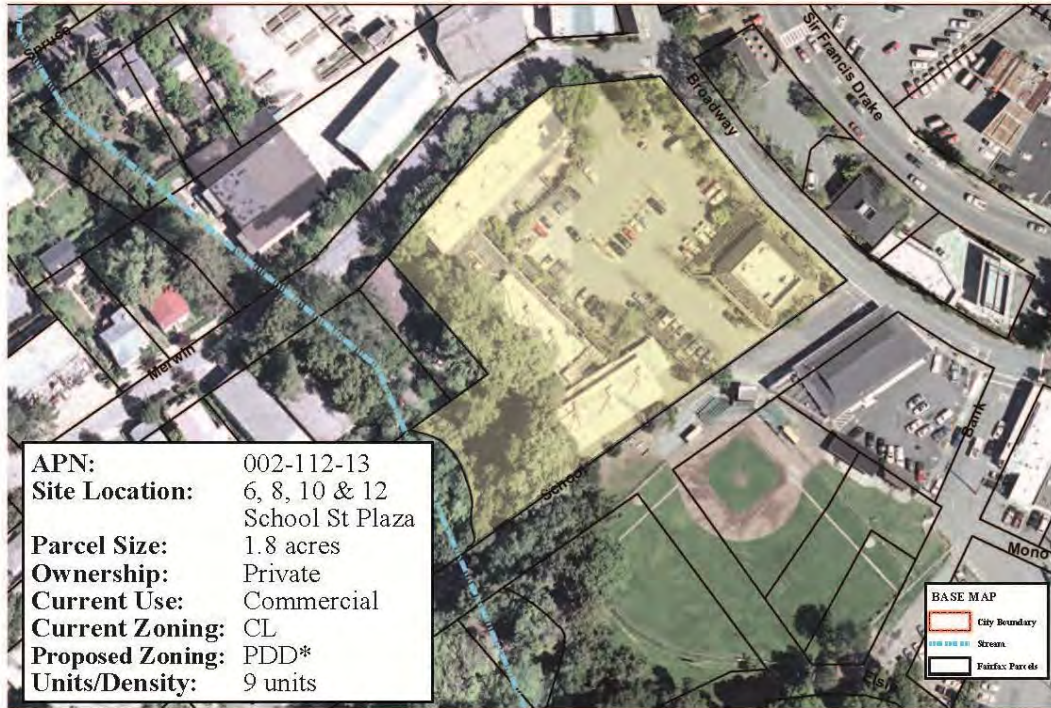 Spruce
Broadway
Sir Francis Drake
Merwin
School
Bank
Mono
Elsie
APN: 002-112-13
Site Location: 6, 8, 10 & 12
School St Plaza
Parcel Size: 1.8 acres
Ownership: Private
Current Use: Commercial
Current Zoning: CL
Proposed Zoning: PDD*
Units/Density: 9 units
BASE MAP
City Boundary
Stream
Fairfax Parcels